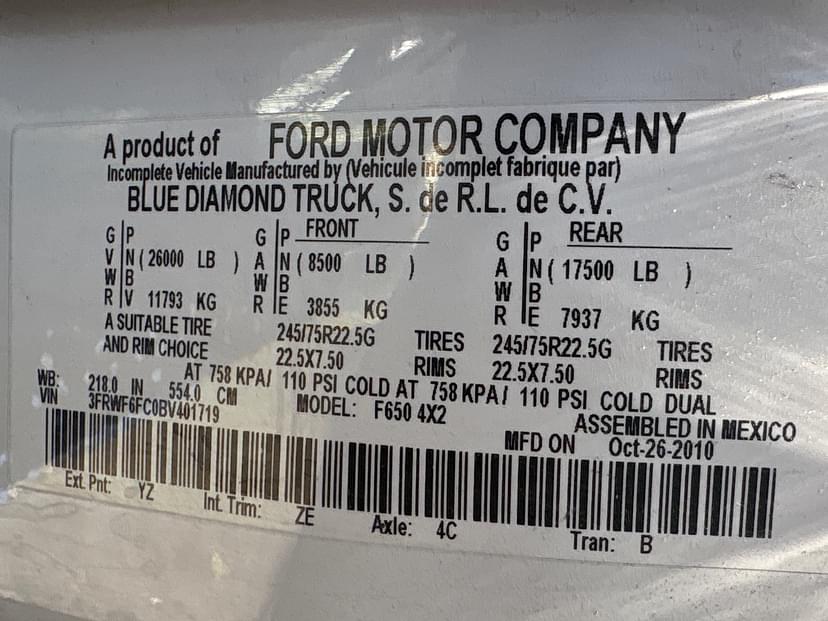 A product of FORD MOTOR COMPANY
Incomplete Vehicle Manufactured by (Vehicule incomplet fabrique par)
BLUE DIAMOND TRUCK, S. de R.L. de C.V.
G P FRONT G P REAR
V N ( 26000 LB ) G A P N ( 8500 LB ) A N ( 17500 LB )
W B W B W B
R V 11793 KG R E 3855 KG R E 7937 KG
A SUITABLE TIRE 245/75R22.5G TIRES 245/75R22.5G TIRES
AND RIM CHOICE 22.5X7.50 RIMS 22.5X7.50 RIMS
AT 758 KPA/ 110 PSI COLD AT 758 KPA/ 110 PSI COLD DUAL
WB: 218.0 IN 554.0 CM ASSEMBLED IN MEXICO
VIN 3FRWF6FC0BV401719 MODEL: F650 4X2 MFD ON Oct-26-2010
Ext. Pnt: YZ Int. Trim: ZE Axle: 4C Tran: B